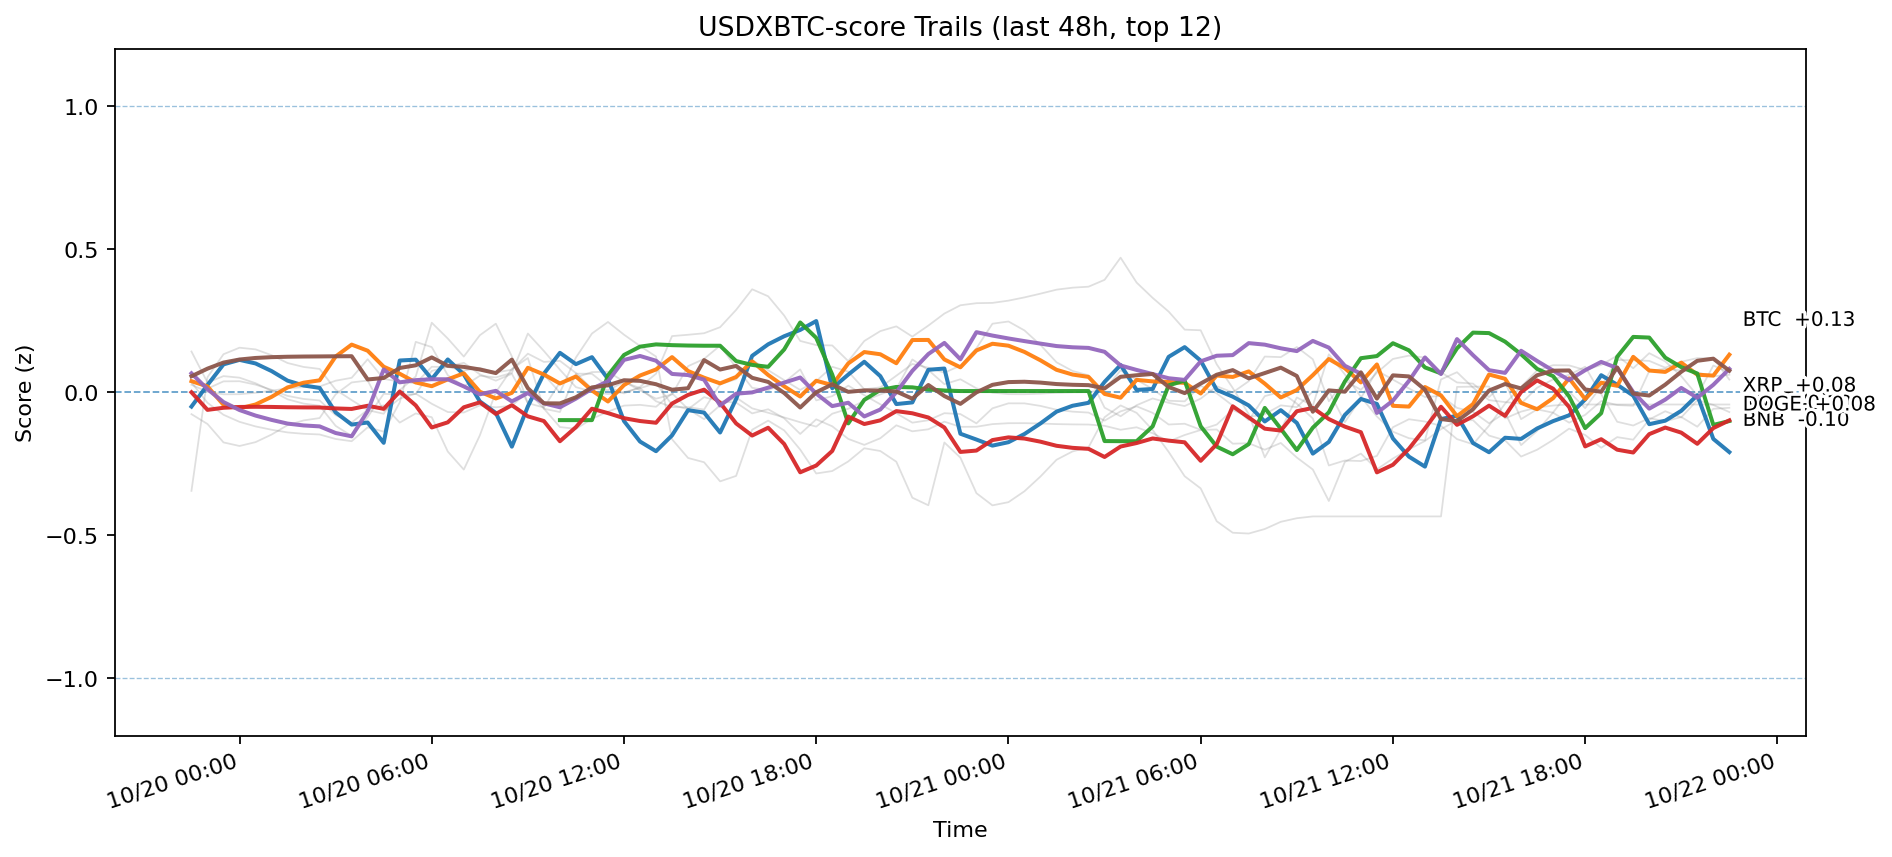 USDXBTC-score Trails (last 48h, top 12)
Score (z)
1.0
0.5
0.0
−0.5
−1.0
BTC +0.13
XRP +0.08
DOGE +0.08
BNB -0.10
10/20 00:00
10/20 06:00
10/20 12:00
10/20 18:00
10/21 00:00
10/21 06:00
10/21 12:00
10/21 18:00
10/22 00:00
Time